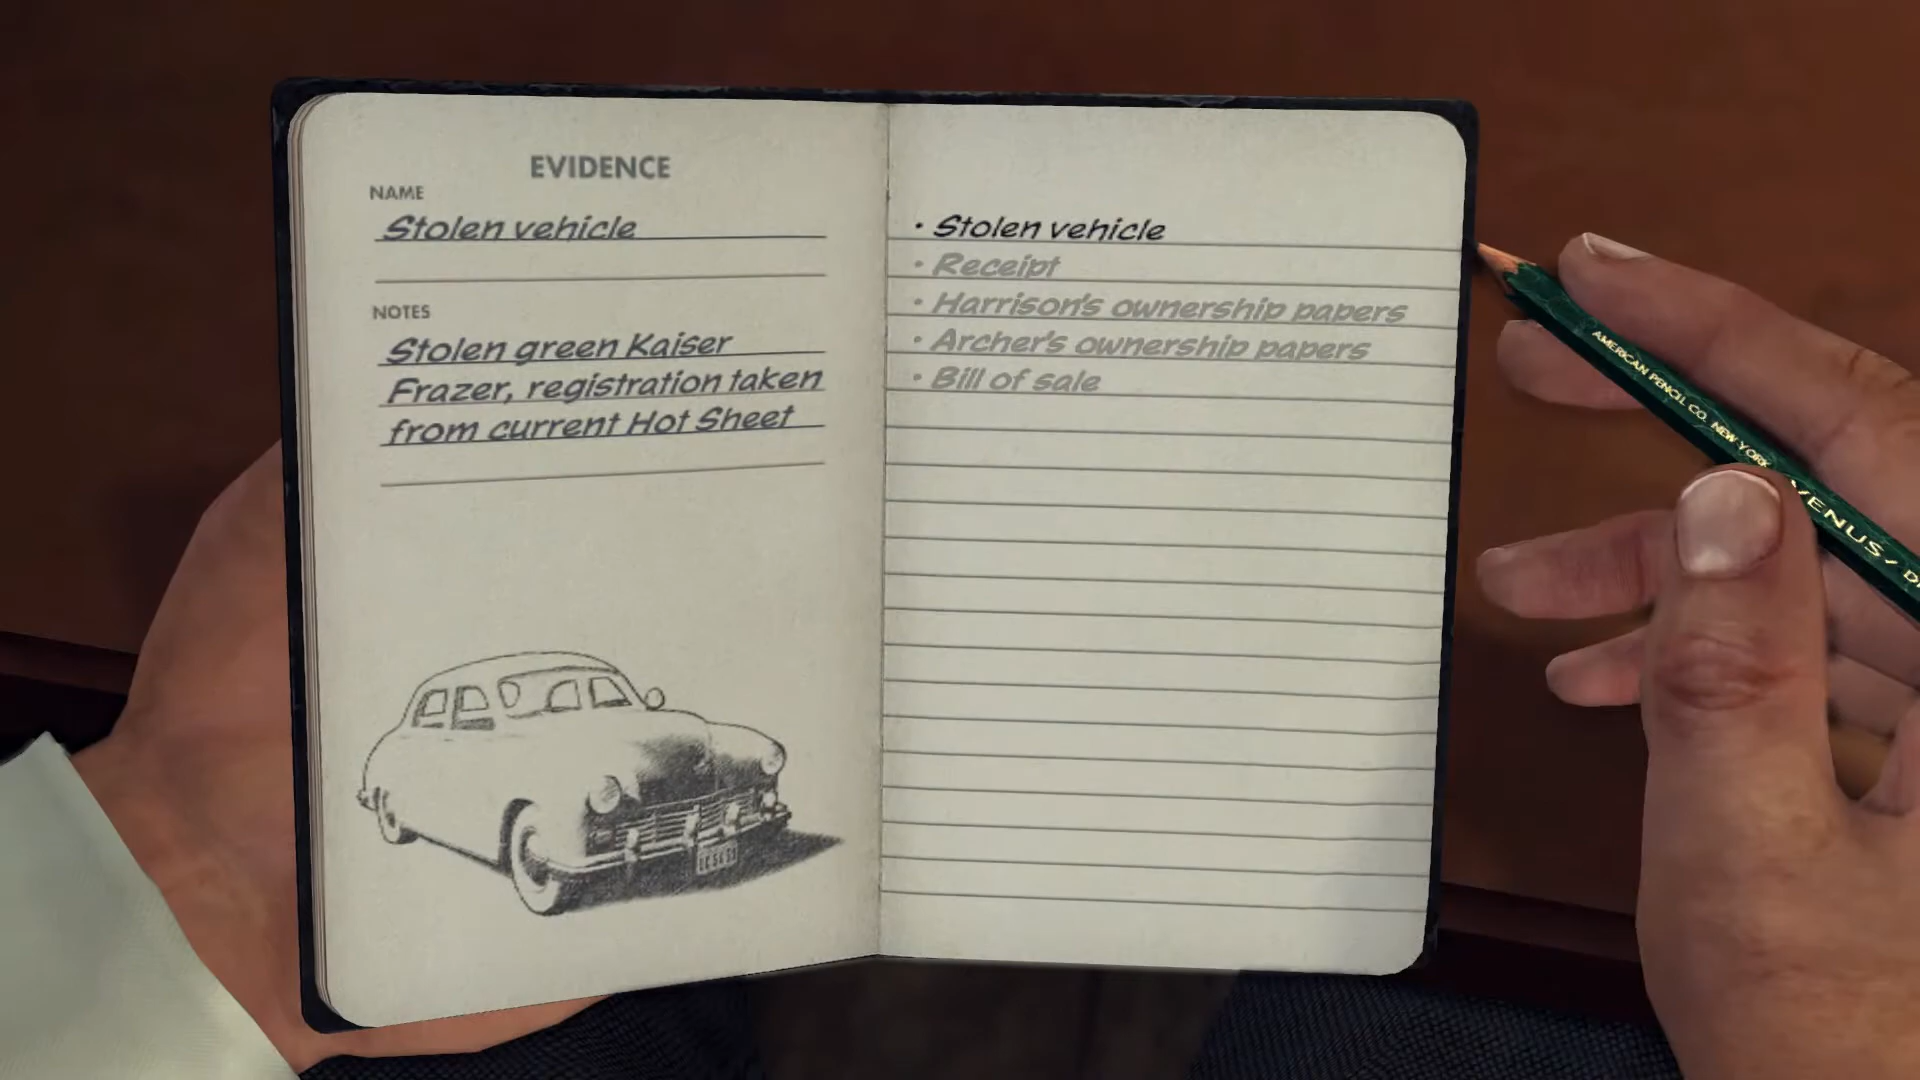 EVIDENCE
NAME
Stolen vehicle
NOTES
Stolen green Kaiser
Frazer, registration taken
from current Hot Sheet
• Stolen vehicle
• Receipt
• Harrison's ownership papers
• Archer's ownership papers
• Bill of sale
AMERICAN PENCIL CO. NEW YORK VENUS /